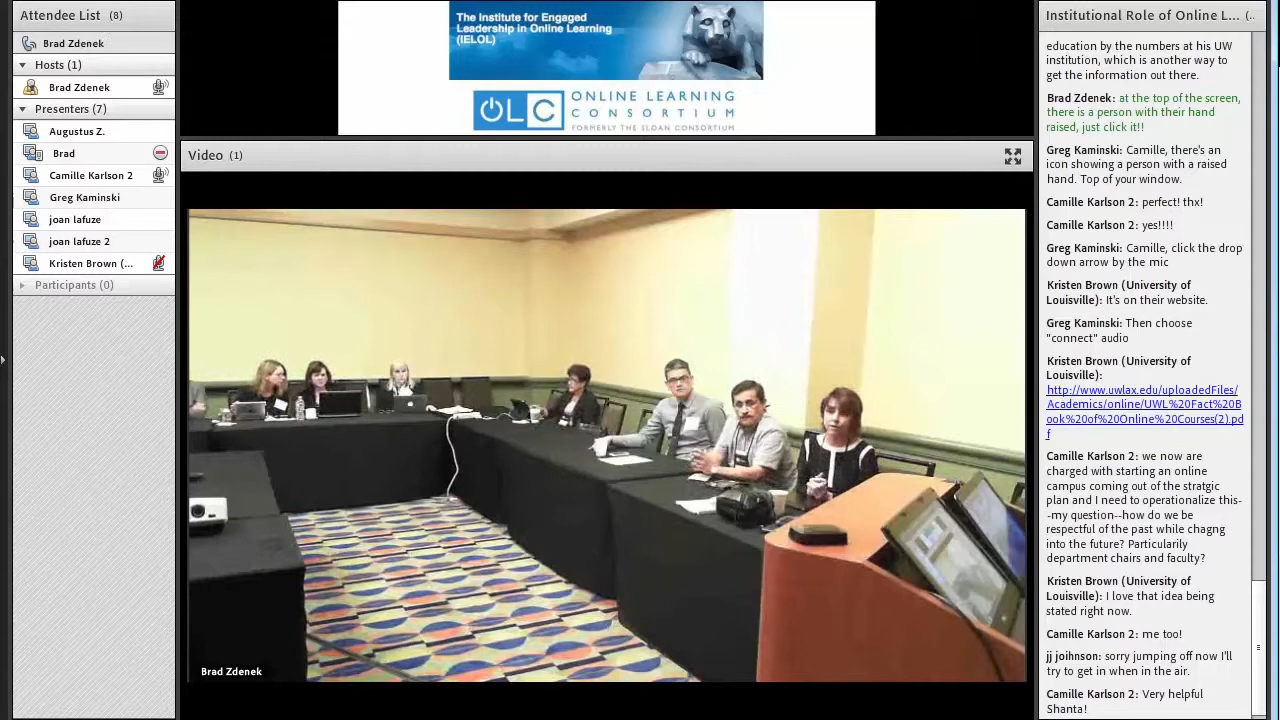 Attendee List (8)
Brad Zdenek
Hosts (1)
Brad Zdenek
Presenters (7)
Augustus Z.
Brad
Camille Karlson 2
Greg Kaminski
joan lafuze
joan lafuze 2
Kristen Brown (...
Participants (0)
The Institute for Engaged
Leadership in Online Learning
(IELOL)
OLC
ONLINE LEARNING
CONSORTIUM
FORMERLY THE SLOAN CONSORTIUM
Video (1)
Brad Zdenek
Institutional Role of Online L... (..
education by the numbers at his UW
institution, which is another way to
get the information out there.
Brad Zdenek: at the top of the screen,
there is a person with their hand
raised, just click it!!
Greg Kaminski: Camille, there's an
icon showing a person with a raised
hand. Top of your window.
Camille Karlson 2: perfect! thx!
Camille Karlson 2: yes!!!!
Greg Kaminski: Camille, click the drop
down arrow by the mic
Kristen Brown (University of
Louisville): It's on their website.
Greg Kaminski: Then choose
"connect" audio
Kristen Brown (University of
Louisville):
http://www.uwlax.edu/uploadedFiles/
Academics/online/UWL%20Fact%20B
ook%20of%20Online%20Courses(2).pd
f
Camille Karlson 2: we now are
charged with starting an online
campus coming out of the stratgic
plan and I need to operationalize this-
-my question--how do we be
respectful of the past while chagng
into the future? Particularily
department chairs and faculty?
Kristen Brown (University of
Louisville): I love that idea being
stated right now.
Camille Karlson 2: me too!
jj joihnson: sorry jumping off now I'll
try to get in when in the air.
Camille Karlson 2: Very helpful
Shanta!